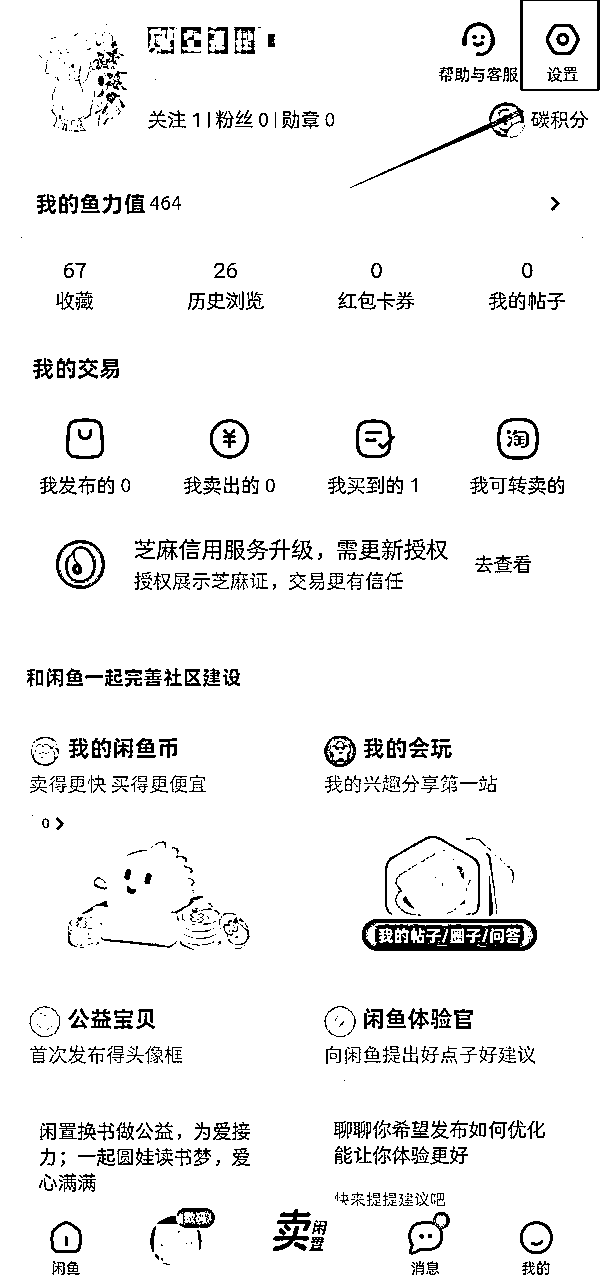 帮助与客服 设置
关注 1 | 粉丝 0 | 勋章 0
碳积分
我的鱼力值 464
67 26 0 0
收藏 历史浏览 红包卡券 我的帖子
我的交易
淘
我发布的 0 我卖出的 0 我买到的 1 我可转卖的
芝麻信用服务升级，需更新授权
授权展示芝麻证，交易更有信任
去查看
和闲鱼一起完善社区建设
我的闲鱼币 我的会玩
卖得更快 买得更便宜 我的兴趣分享第一站
0
我的帖子/圈子/问答
公益宝贝 闲鱼体验官
首次发布得头像框 向闲鱼提出好点子好建议
闲置换书做公益，为爱接
力；一起圆娃读书梦，爱
心满满
聊聊你希望发布如何优化
能让你体验更好
快来提提建议吧
卖闲置
闲鱼 消息 我的